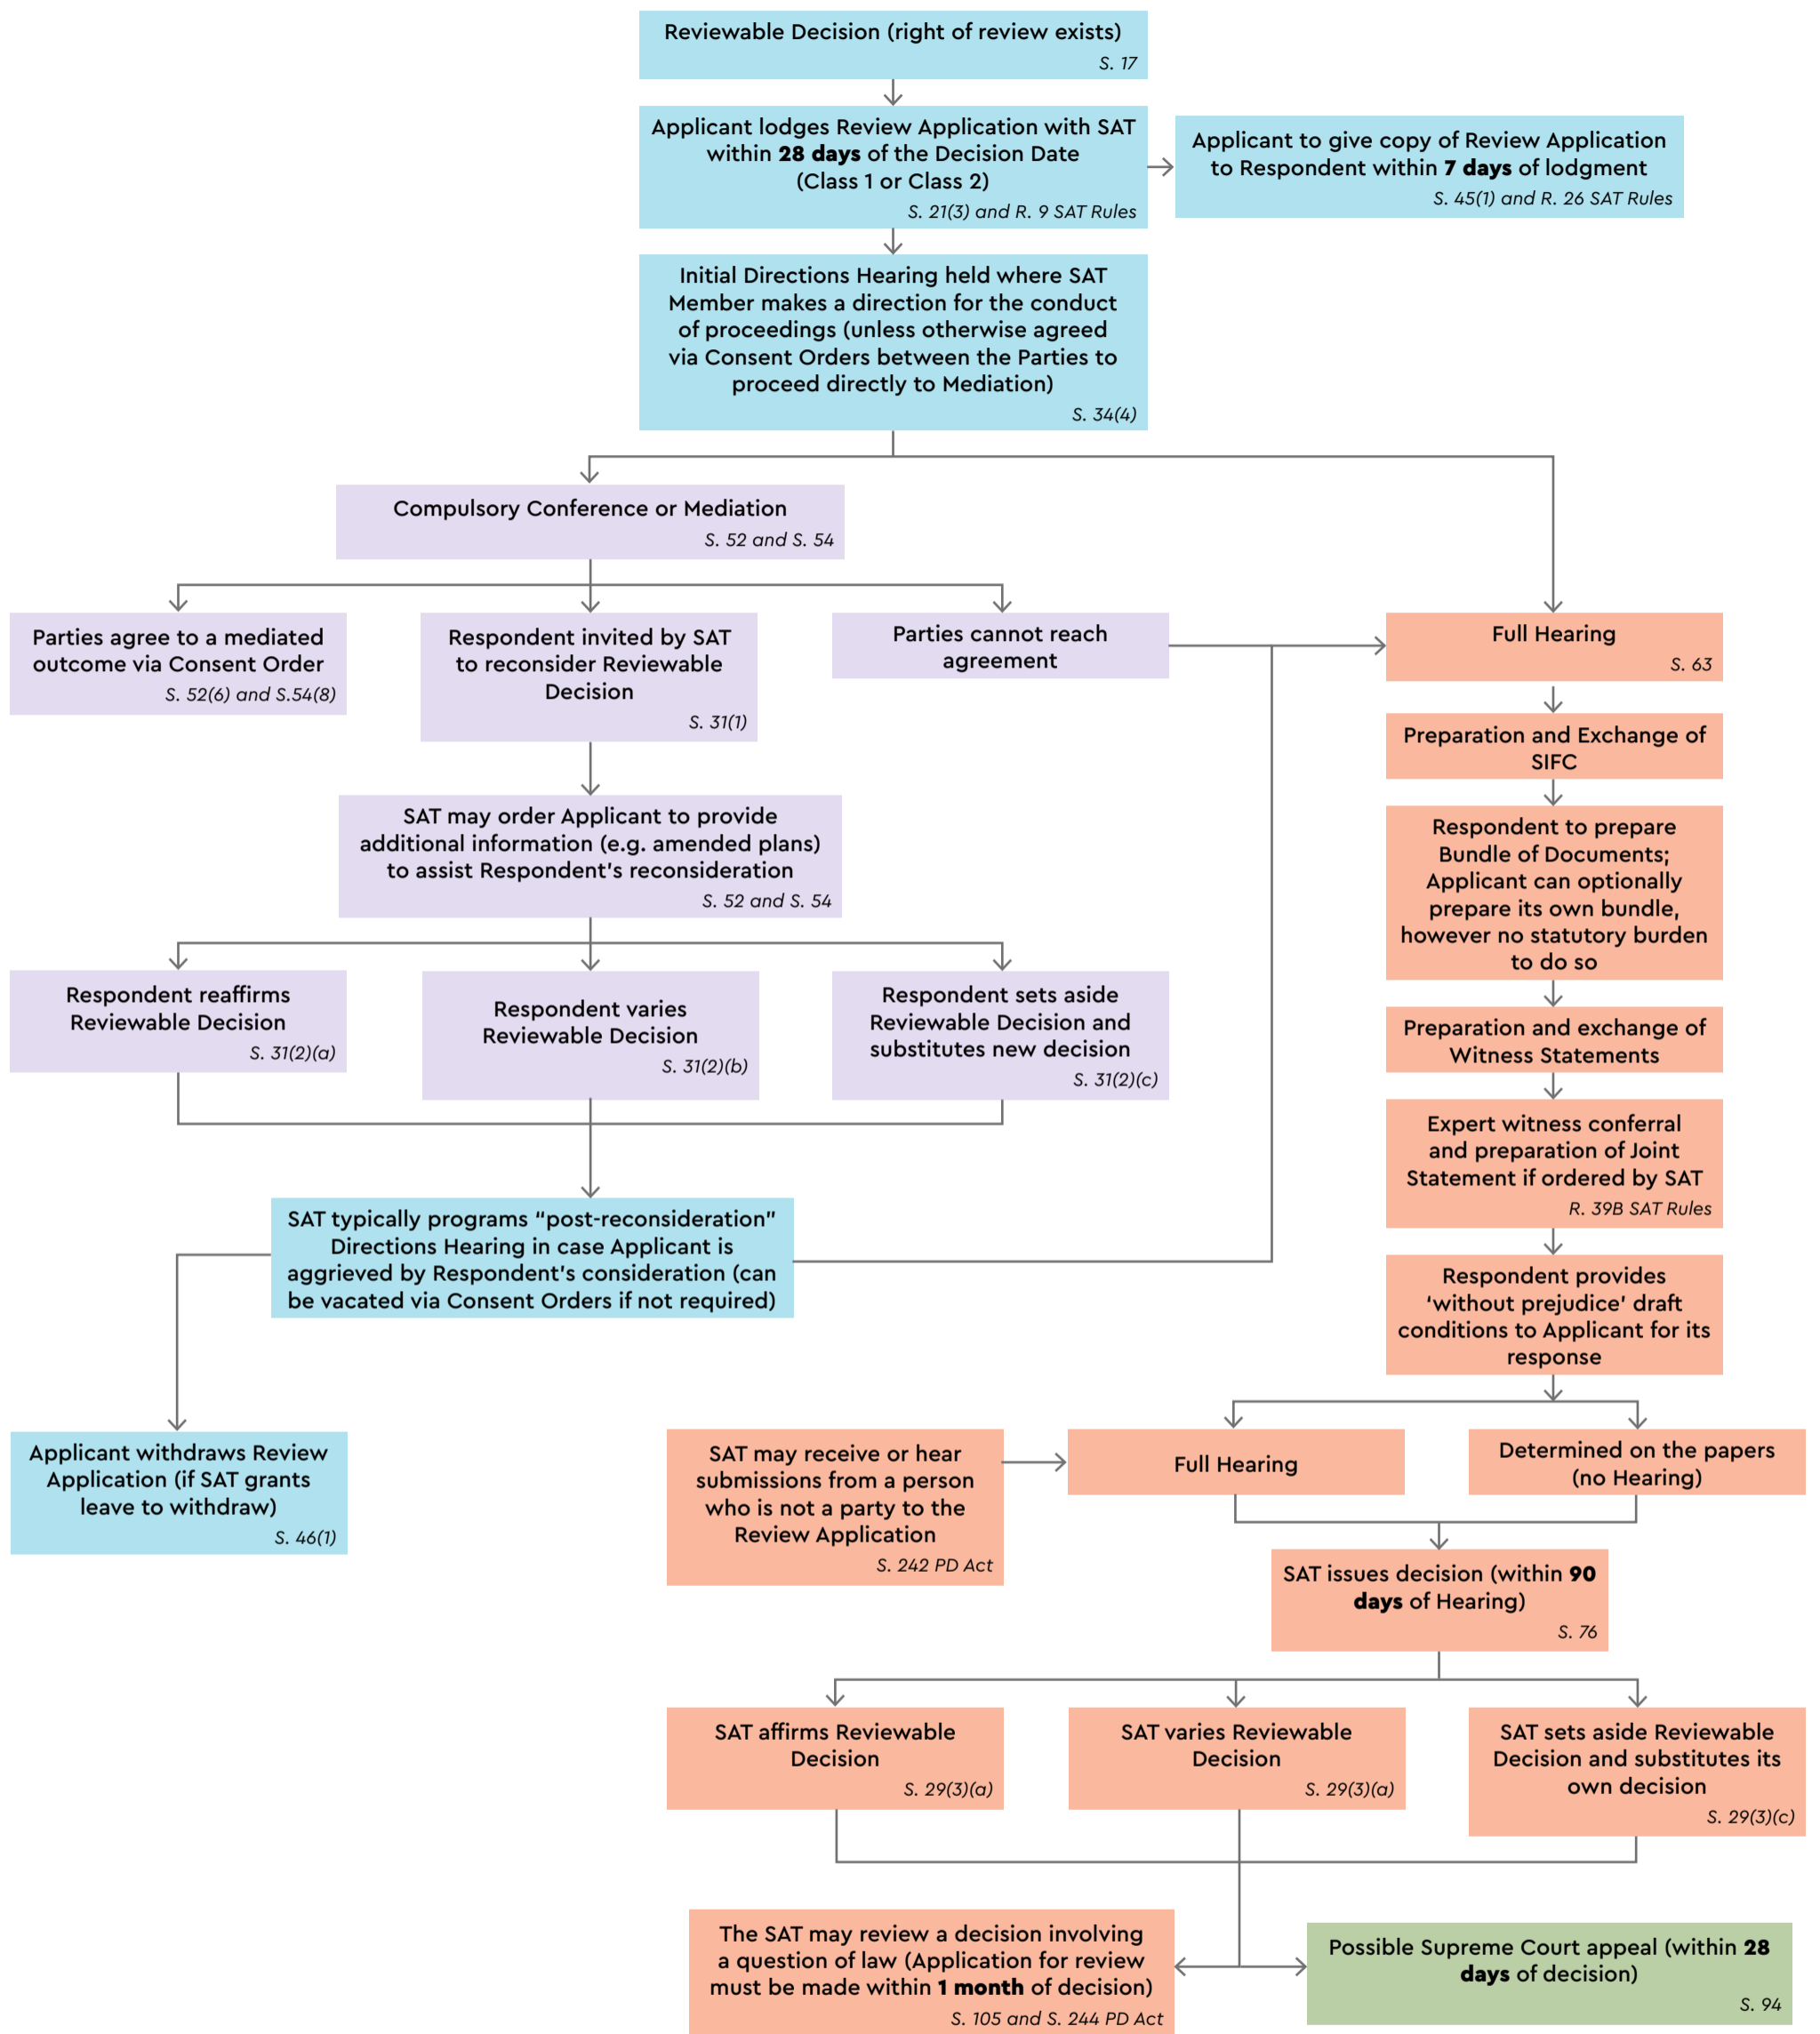 Reviewable Decision (right of review exists)
S. 17
Applicant lodges Review Application with SAT
within 28 days of the Decision Date
(Class 1 or Class 2)
S. 21(3) and R. 9 SAT Rules
Applicant to give copy of Review Application
to Respondent within 7 days of lodgment
S. 45(1) and R. 26 SAT Rules
Initial Directions Hearing held where SAT
Member makes a direction for the conduct
of proceedings (unless otherwise agreed
via Consent Orders between the Parties to
proceed directly to Mediation)
S. 34(4)
Compulsory Conference or Mediation
S. 52 and S. 54
Parties agree to a mediated
outcome via Consent Order
S. 52(6) and S.54(8)
Respondent invited by SAT
to reconsider Reviewable
Decision
S. 31(1)
Parties cannot reach
agreement
Full Hearing
S. 63
Preparation and Exchange of
SIFC
SAT may order Applicant to provide
additional information (e.g. amended plans)
to assist Respondent's reconsideration
S. 52 and S. 54
Respondent to prepare
Bundle of Documents;
Applicant can optionally
prepare its own bundle,
however no statutory burden
to do so
Respondent reaffirms
Reviewable Decision
S. 31(2)(a)
Respondent varies
Reviewable Decision
S. 31(2)(b)
Respondent sets aside
Reviewable Decision and
substitutes new decision
S. 31(2)(c)
Preparation and exchange of
Witness Statements
Expert witness conferral
and preparation of Joint
Statement if ordered by SAT
R. 39B SAT Rules
SAT typically programs “post-reconsideration”
Directions Hearing in case Applicant is
aggrieved by Respondent's consideration (can
be vacated via Consent Orders if not required)
Respondent provides
‘without prejudice’ draft
conditions to Applicant for its
response
Applicant withdraws Review
Application (if SAT grants
leave to withdraw)
S. 46(1)
SAT may receive or hear
submissions from a person
who is not a party to the
Review Application
S. 242 PD Act
Full Hearing
Determined on the papers
(no Hearing)
SAT issues decision (within 90
days of Hearing)
S. 76
SAT affirms Reviewable
Decision
S. 29(3)(a)
SAT varies Reviewable
Decision
S. 29(3)(a)
SAT sets aside Reviewable
Decision and substitutes its
own decision
S. 29(3)(c)
The SAT may review a decision involving
a question of law (Application for review
must be made within 1 month of decision)
S. 105 and S. 244 PD Act
Possible Supreme Court appeal (within 28
days of decision)
S. 94